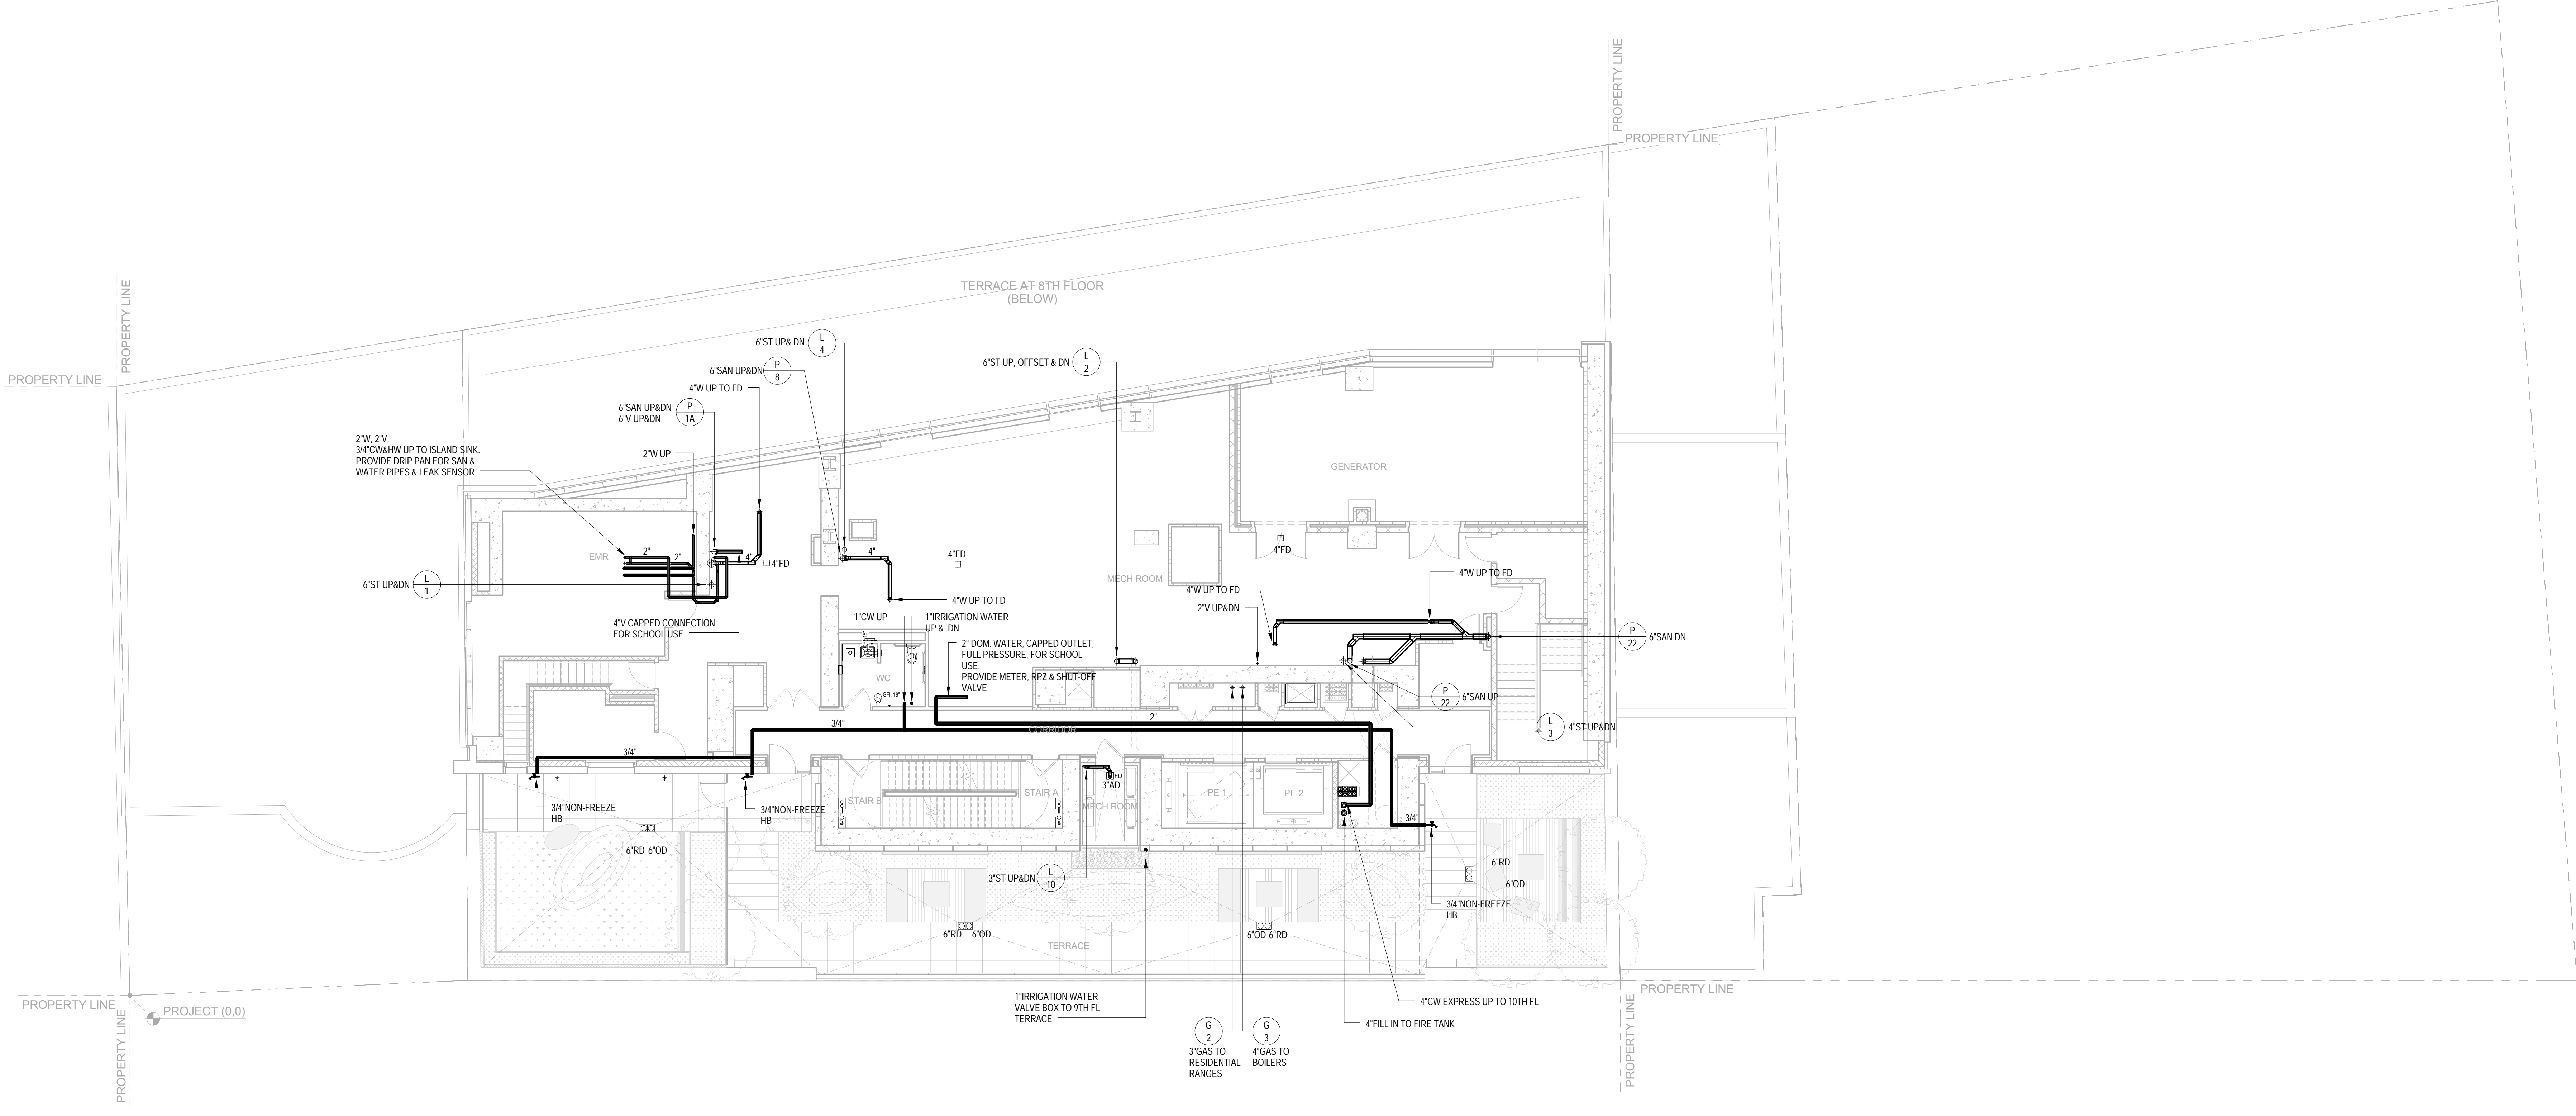 PROPERTY LINE
PROPERTY LINE
PROPERTY LINE
PROPERTY LINE
TERRACE AT 8TH FLOOR
(BELOW)
6"ST UP& DN
L
4
6"SAN UP&DN
P
8
4"W UP TO FD
6"SAN UP&DN
6"V UP&DN
P
1A
6"ST UP, OFFSET & DN
L
2
2"W, 2"V,
3/4"CW&HW UP TO ISLAND SINK.
PROVIDE DRIP PAN FOR SAN &
WATER PIPES & LEAK SENSOR
2"W UP
GENERATOR
EMR
2"
2"
4"
4"FD
4"
4"FD
4"FD
MECH ROOM
6"ST UP&DN
L
1
4"W UP TO FD
4"W UP TO FD
4"W UP TO FD
2"V UP&DN
4"V CAPPED CONNECTION
FOR SCHOOL USE
1"CW UP
1"IRRIGATION WATER
UP & DN
18"
2" DOM. WATER, CAPPED OUTLET,
FULL PRESSURE, FOR SCHOOL
USE.
PROVIDE METER, RPZ & SHUT-OFF
VALVE
P
22
6"SAN DN
WC
GFI, 18"
P
22
6"SAN UP
L
3
4"ST UP&DN
3/4"
2"
CORRIDOR
3/4"
3/4"NON-FREEZE
HB
3/4"NON-FREEZE
HB
STAIR B
STAIR A
FD
3"AD
MECH ROOM
PE 1
PE 2
3/4"
6"RD 6"OD
3"ST UP&DN
L
10
6"RD
6"OD
3/4"NON-FREEZE
HB
6"RD 6"OD
6"OD 6"RD
TERRACE
PROPERTY LINE
PROPERTY LINE
PROPERTY LINE
PROPERTY LINE
PROJECT (0,0)
1"IRRIGATION WATER
VALVE BOX TO 9TH FL
TERRACE
4"CW EXPRESS UP TO 10TH FL
4"FILL IN TO FIRE TANK
G
2
3"GAS TO
RESIDENTIAL
RANGES
G
3
4"GAS TO
BOILERS